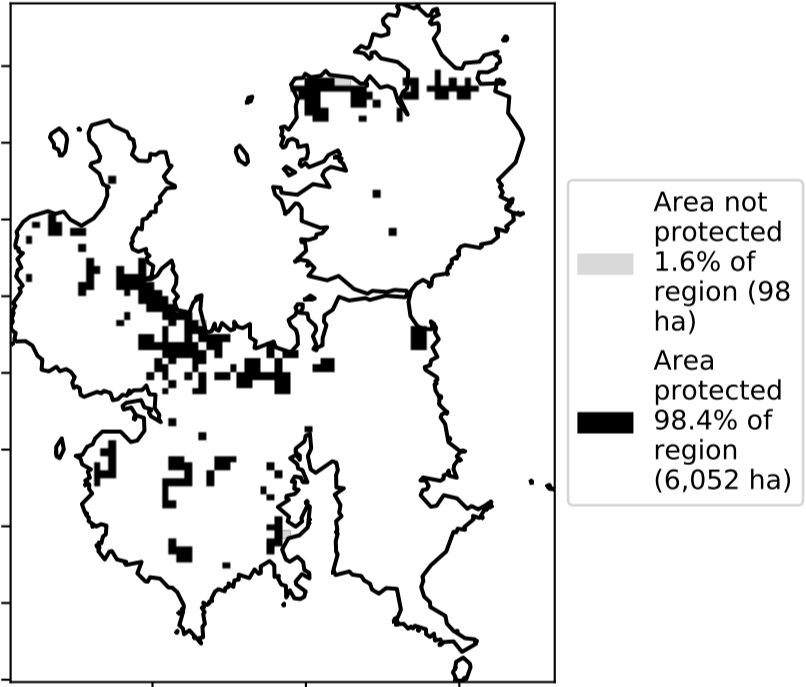 Area not
protected
1.6% of
region (98
ha)
Area
protected
98.4% of
region
(6,052 ha)